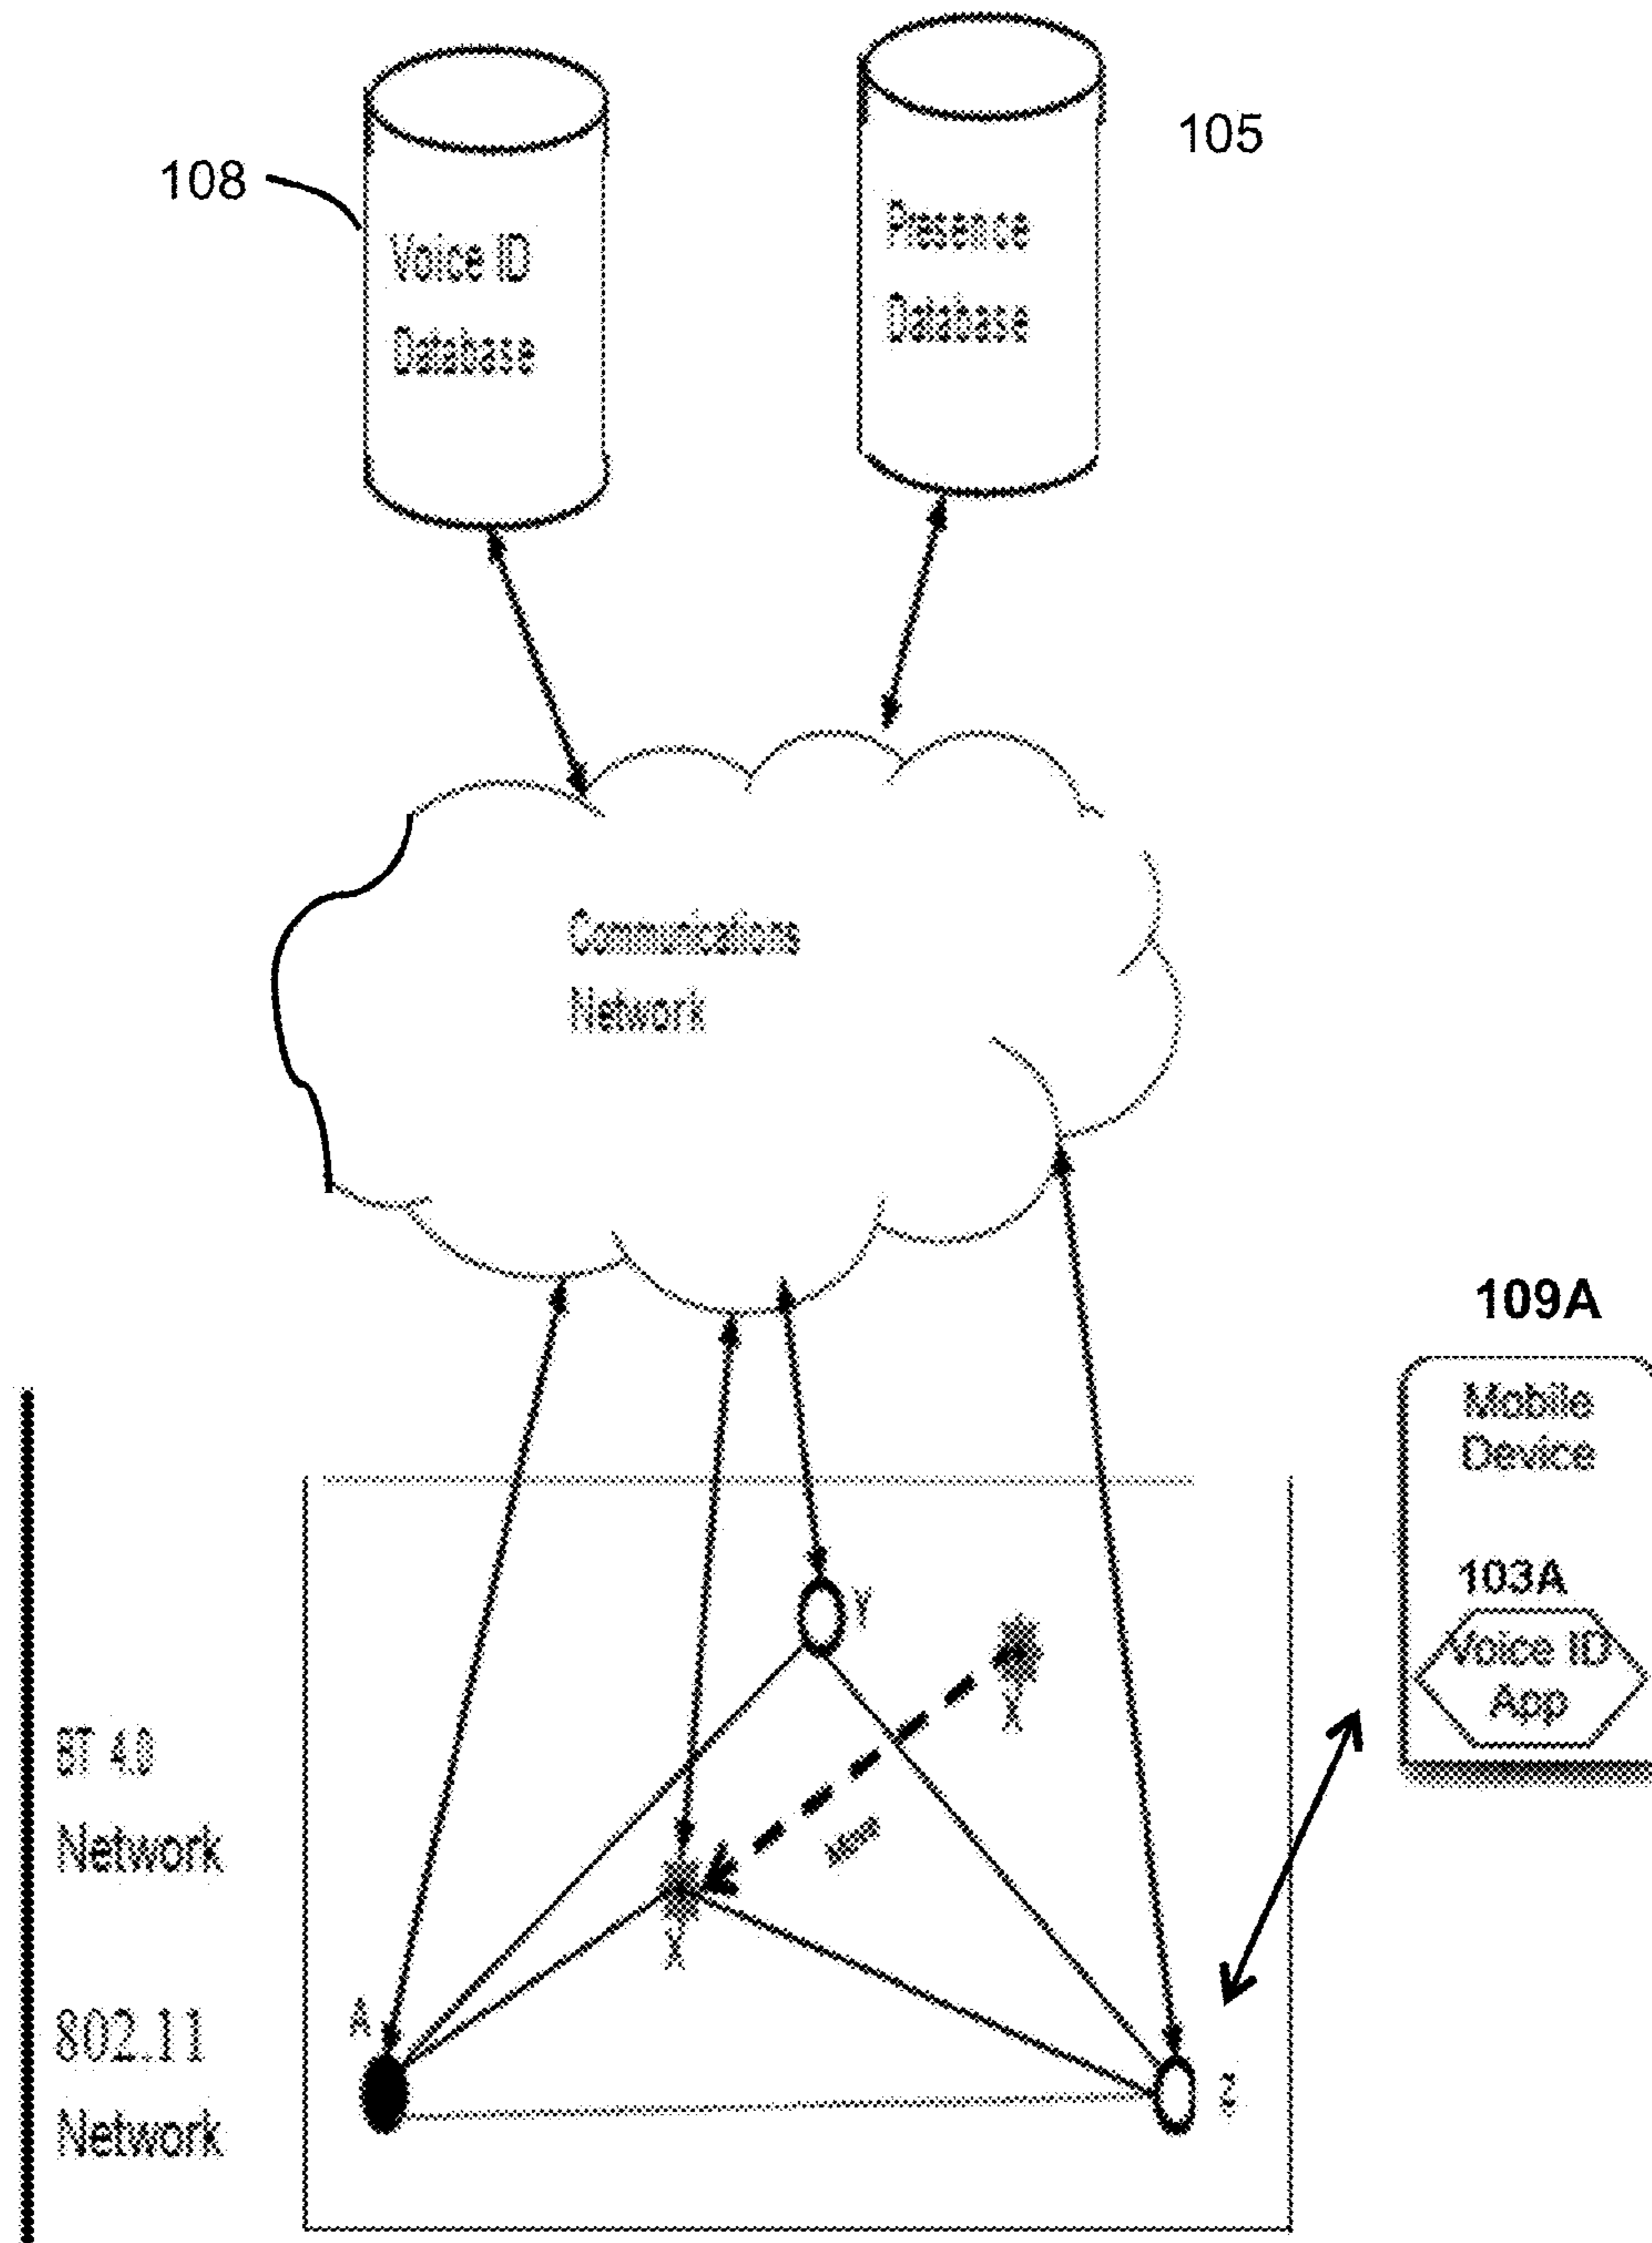 105
108
Voice ID
Database
Presence
Database
Communications
Network
109A
Mobile
Device
103A
Voice ID
App
Y
X
BT 4.0
Network
Move
X
A
802.11
Network
Z